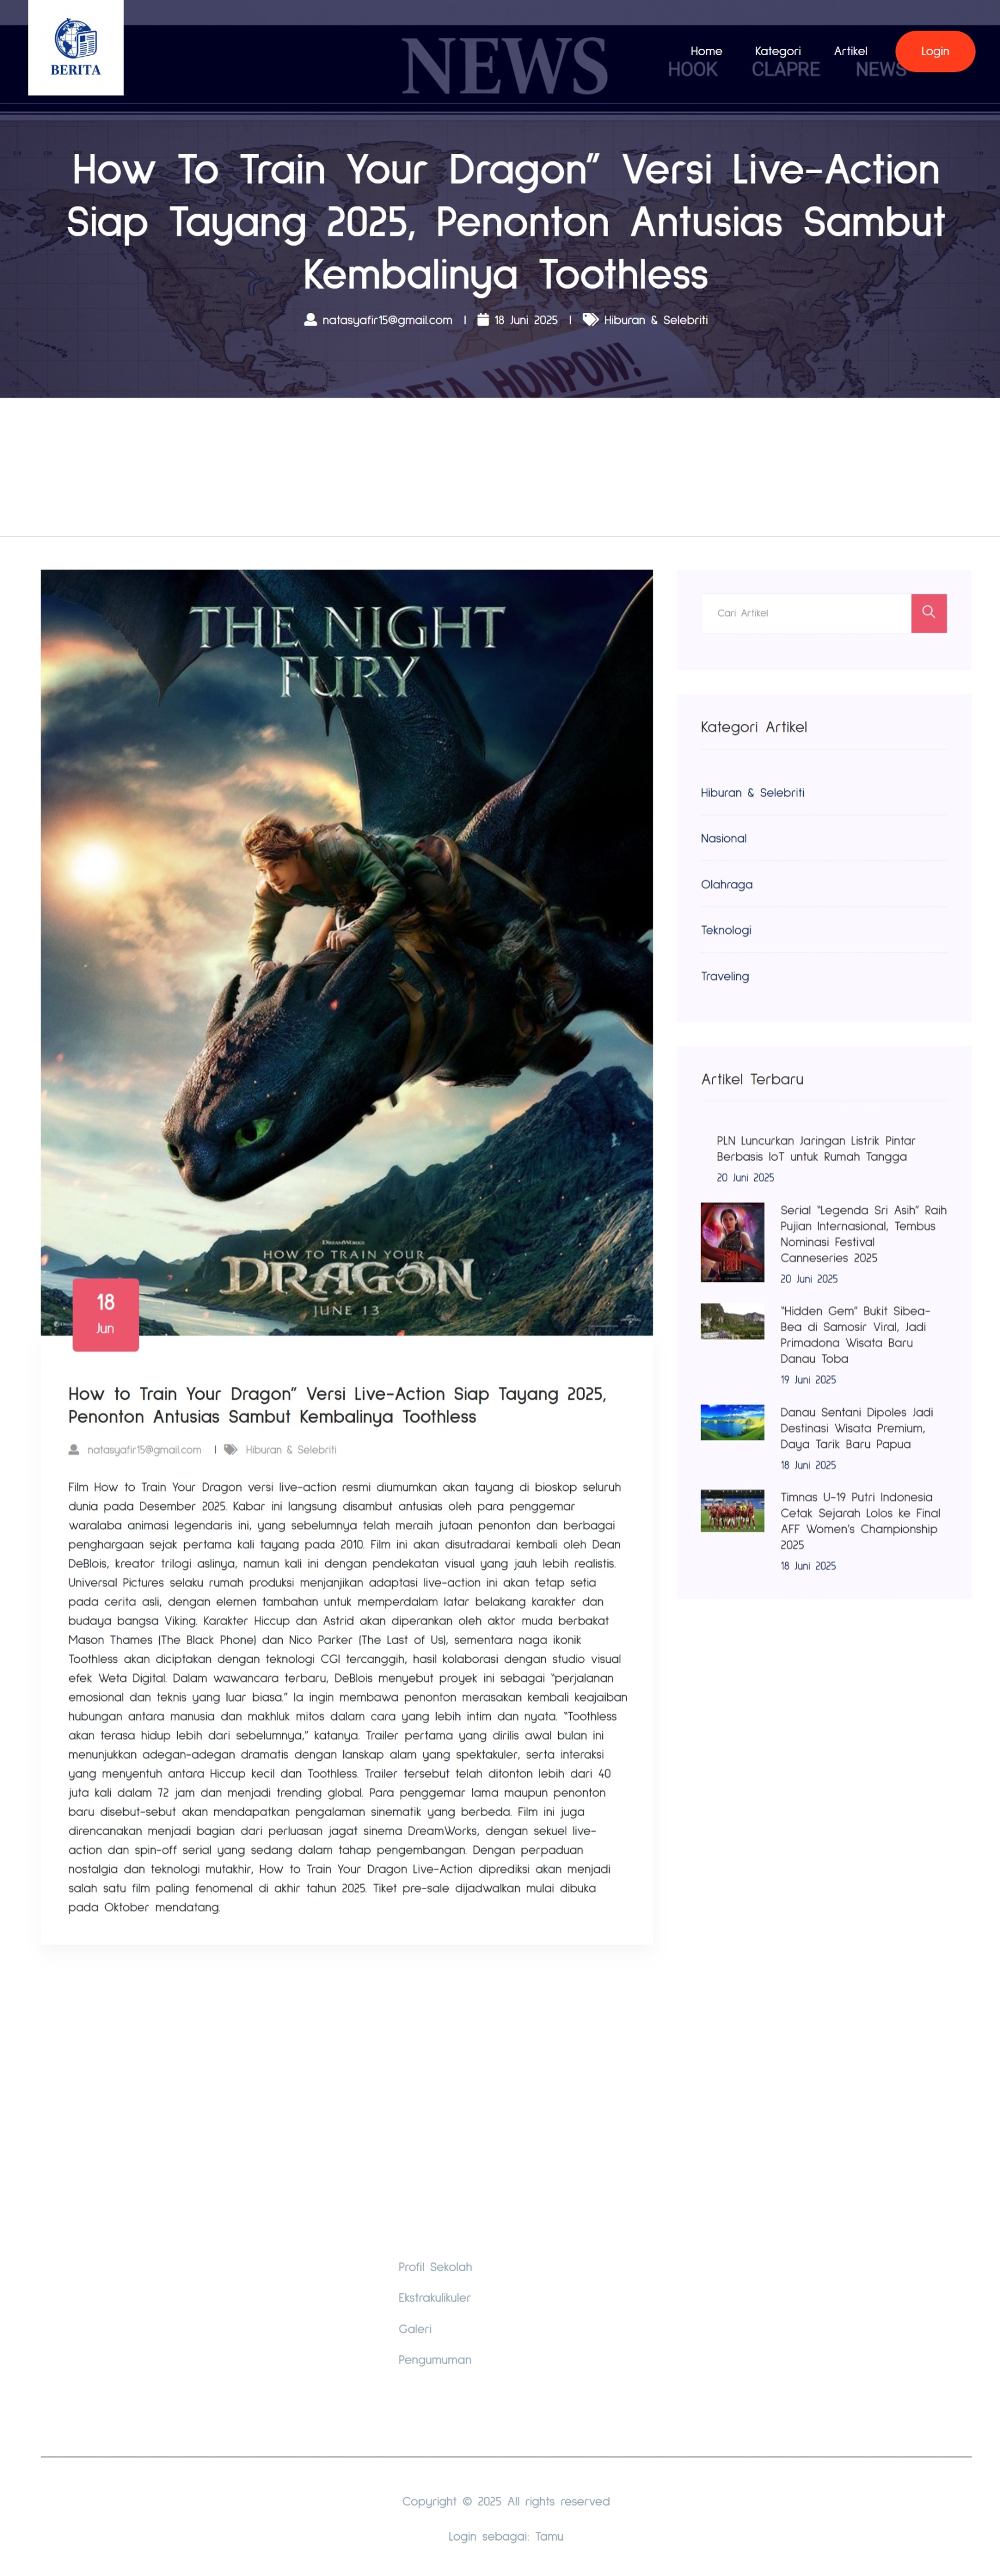 BERITA
NEWS
Home Kategori Artikel Login
HOOK CLAPRE NEWS
How To Train Your Dragon” Versi Live-Action
Siap Tayang 2025, Penonton Antusias Sambut
Kembalinya Toothless
natasyafir15@gmail.com | 18 Juni 2025 | Hiburan & Selebriti
HONPOW!
THE NIGHT
FURY
DREAMWORKS
HOW TO TRAIN YOUR
DRAGON
JUNE 13
18
Jun
How to Train Your Dragon” Versi Live-Action Siap Tayang 2025,
Penonton Antusias Sambut Kembalinya Toothless
natasyafir15@gmail.com | Hiburan & Selebriti
Film How to Train Your Dragon versi live-action resmi diumumkan akan tayang di bioskop seluruh
dunia pada Desember 2025. Kabar ini langsung disambut antusias oleh para penggemar
waralaba animasi legendaris ini, yang sebelumnya telah meraih jutaan penonton dan berbagai
penghargaan sejak pertama kali tayang pada 2010. Film ini akan disutradarai kembali oleh Dean
DeBlois, kreator trilogi aslinya, namun kali ini dengan pendekatan visual yang jauh lebih realistis.
Universal Pictures selaku rumah produksi menjanjikan adaptasi live-action ini akan tetap setia
pada cerita asli, dengan elemen tambahan untuk memperdalam latar belakang karakter dan
budaya bangsa Viking. Karakter Hiccup dan Astrid akan diperankan oleh aktor muda berbakat
Mason Thames (The Black Phone) dan Nico Parker (The Last of Us), sementara naga ikonik
Toothless akan diciptakan dengan teknologi CGI tercanggih, hasil kolaborasi dengan studio visual
efek Weta Digital. Dalam wawancara terbaru, DeBlois menyebut proyek ini sebagai “perjalanan
emosional dan teknis yang luar biasa.” Ia ingin membawa penonton merasakan kembali keajaiban
hubungan antara manusia dan makhluk mitos dalam cara yang lebih intim dan nyata. “Toothless
akan terasa hidup lebih dari sebelumnya,” katanya. Trailer pertama yang dirilis awal bulan ini
menunjukkan adegan-adegan dramatis dengan lanskap alam yang spektakuler, serta interaksi
yang menyentuh antara Hiccup kecil dan Toothless. Trailer tersebut telah ditonton lebih dari 40
juta kali dalam 72 jam dan menjadi trending global. Para penggemar lama maupun penonton
baru disebut-sebut akan mendapatkan pengalaman sinematik yang berbeda. Film ini juga
direncanakan menjadi bagian dari perluasan jagat sinema DreamWorks, dengan sekuel live-
action dan spin-off serial yang sedang dalam tahap pengembangan. Dengan perpaduan
nostalgia dan teknologi mutakhir, How to Train Your Dragon Live-Action diprediksi akan menjadi
salah satu film paling fenomenal di akhir tahun 2025. Tiket pre-sale dijadwalkan mulai dibuka
pada Oktober mendatang.
Cari Artikel
Kategori Artikel
Hiburan & Selebriti
Nasional
Olahraga
Teknologi
Traveling
Artikel Terbaru
PLN Luncurkan Jaringan Listrik Pintar
Berbasis IoT untuk Rumah Tangga
20 Juni 2025
Serial “Legenda Sri Asih” Raih
Pujian Internasional, Tembus
Nominasi Festival
Canneseries 2025
20 Juni 2025
“Hidden Gem” Bukit Sibea-
Bea di Samosir Viral, Jadi
Primadona Wisata Baru
Danau Toba
19 Juni 2025
Danau Sentani Dipoles Jadi
Destinasi Wisata Premium,
Daya Tarik Baru Papua
18 Juni 2025
Timnas U-19 Putri Indonesia
Cetak Sejarah Lolos ke Final
AFF Women’s Championship
2025
18 Juni 2025
Profil Sekolah
Ekstrakulikuler
Galeri
Pengumuman
Copyright © 2025 All rights reserved
Login sebagai: Tamu